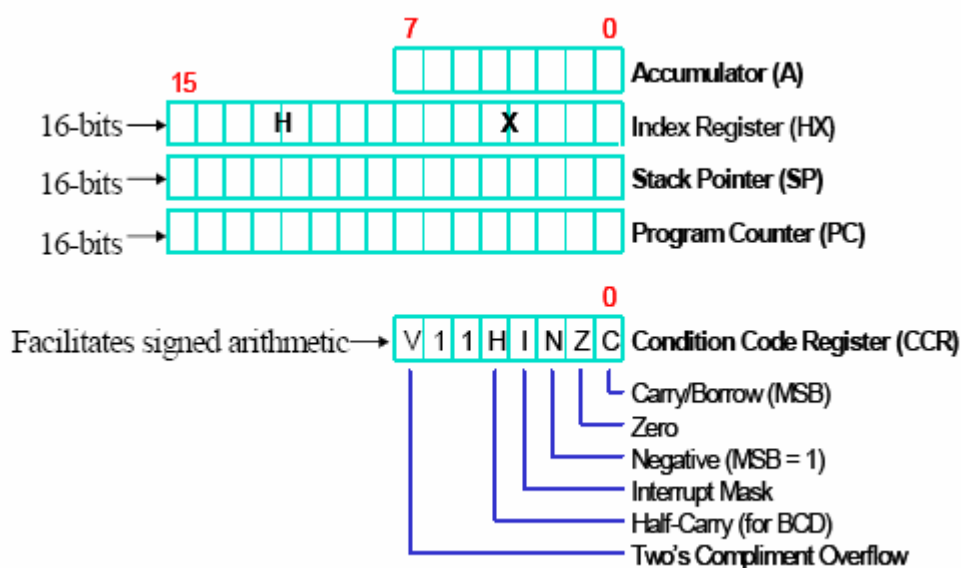 7 0
Accumulator (A)
15
16-bits H X Index Register (HX)
16-bits Stack Pointer (SP)
16-bits Program Counter (PC)
0
Facilitates signed arithmetic V 1 1 H I N Z C Condition Code Register (CCR)
Carry/Borrow (MSB)
Zero
Negative (MSB = 1)
Interrupt Mask
Half-Carry (for BCD)
Two's Compliment Overflow